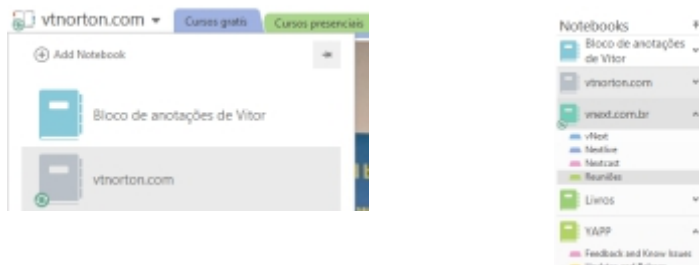 vtnorton.com
Cursos gratis
Cursos presenciais
Add Notebook
Bloco de anotações de Vitor
vtnorton.com
Notebooks
Bloco de anotações
de Vitor
vtnorton.com
vnext.com.br
vNext
Nextlive
Nextcast
Reuniões
Livros
YAPP
Feedback and Know Issues